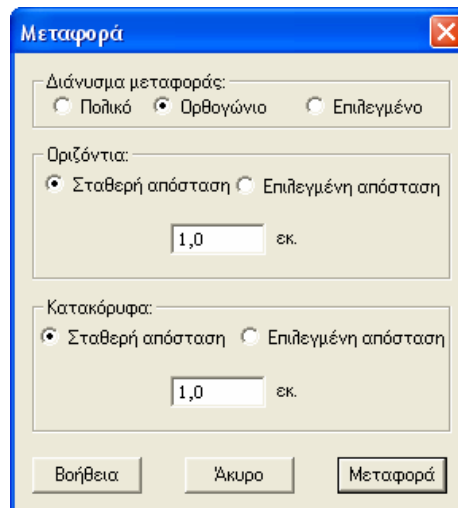 Μεταφορά
Διάνυσμα μεταφοράς:
Πολικό Ορθογώνιο Επιλεγμένο
Οριζόντια:
Σταθερή απόσταση Επιλεγμένη απόσταση
1,0 εκ.
Κατακόρυφα:
Σταθερή απόσταση Επιλεγμένη απόσταση
1,0 εκ.
Βοήθεια Άκυρο Μεταφορά